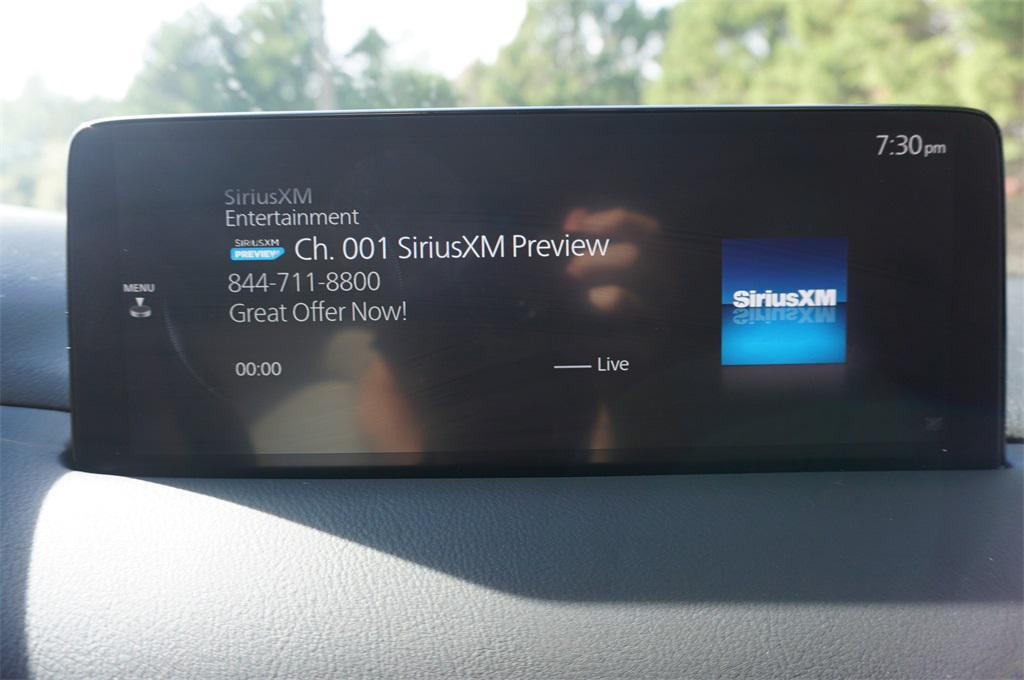 7:30pm
SiriusXM
Entertainment
SIRIUSXM
PREVIEW
Ch. 001 SiriusXM Preview
844-711-8800
Great Offer Now!
MENU
00:00
Live
SiriusXM